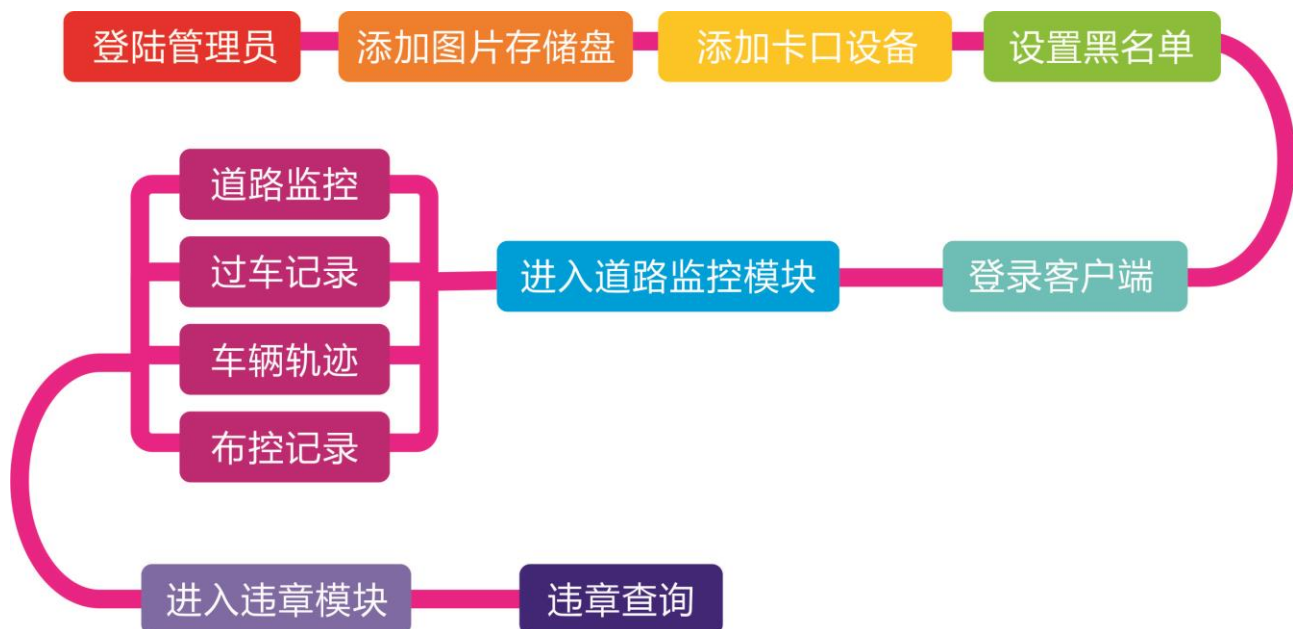 登陆管理员
添加图片存储盘
添加卡口设备
设置黑名单
登录客户端
进入道路监控模块
道路监控
过车记录
车辆轨迹
布控记录
进入违章模块
违章查询